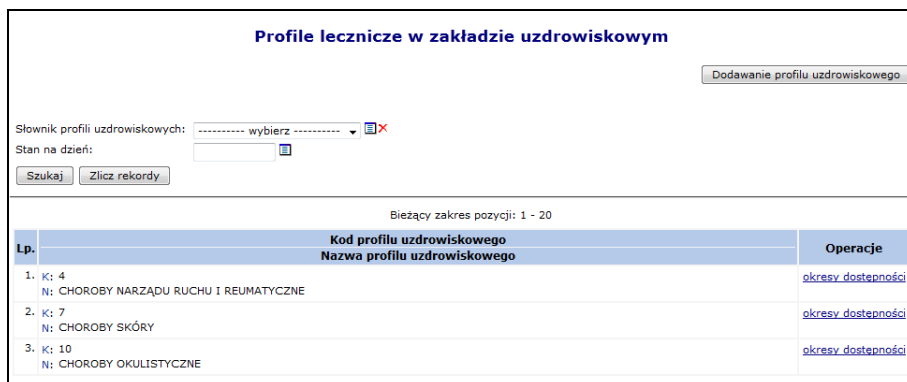 Profile lecznicze w zakładzie uzdrowiskowym
Dodawanie profilu uzdrowiskowego
Słownik profili uzdrowiskowych: ---------- wybierz ----------
Stan na dzień:
Szukaj Zlicz rekordy
Bieżący zakres pozycji: 1 - 20
Lp. Kod profilu uzdrowiskowego Operacje
Nazwa profilu uzdrowiskowego
1. K: 4 okresy dostępności
N: CHOROBY NARZĄDU RUCHU I REUMATYCZNE
2. K: 7 okresy dostępności
N: CHOROBY SKÓRY
3. K: 10 okresy dostępności
N: CHOROBY OKULISTYCZNE